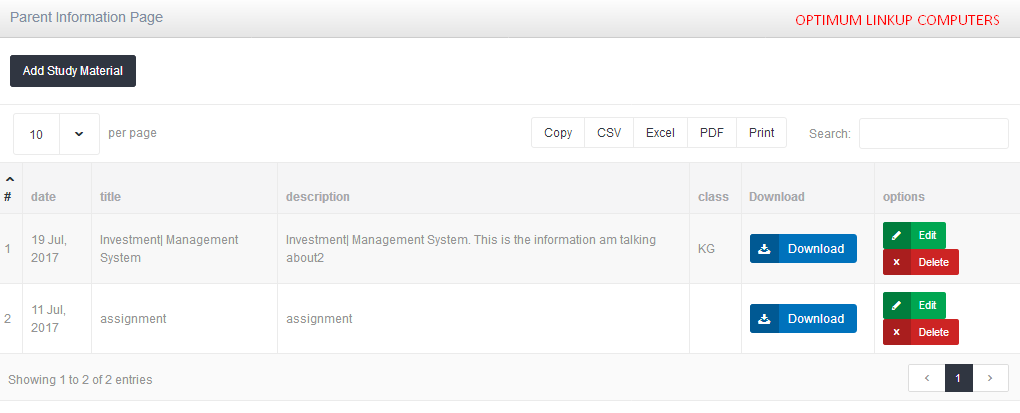 Parent Information Page
OPTIMUM LINKUP COMPUTERS
Add Study Material
10 per page Copy CSV Excel PDF Print Search:
# date title description class Download options
1 19 Jul, 2017 Investment| Management System Investment| Management System. This is the information am talking about2 KG Download Edit
Delete
2 11 Jul, 2017 assignment assignment Download Edit
Delete
Showing 1 to 2 of 2 entries ‹ 1 ›